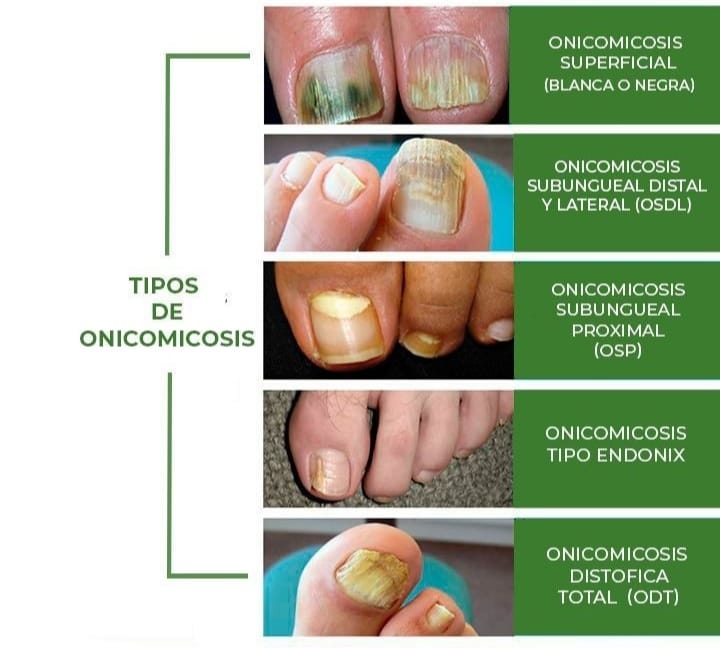 TIPOS
DE
ONICOMICOSIS
ONICOMICOSIS
SUPERFICIAL
(BLANCA O NEGRA)
ONICOMICOSIS
SUBUNGUEAL DISTAL
Y LATERAL (OSDL)
ONICOMICOSIS
SUBUNGUEAL
PROXIMAL
(OSP)
ONICOMICOSIS
TIPO ENDONIX
ONICOMICOSIS
DISTOFICA
TOTAL (ODT)